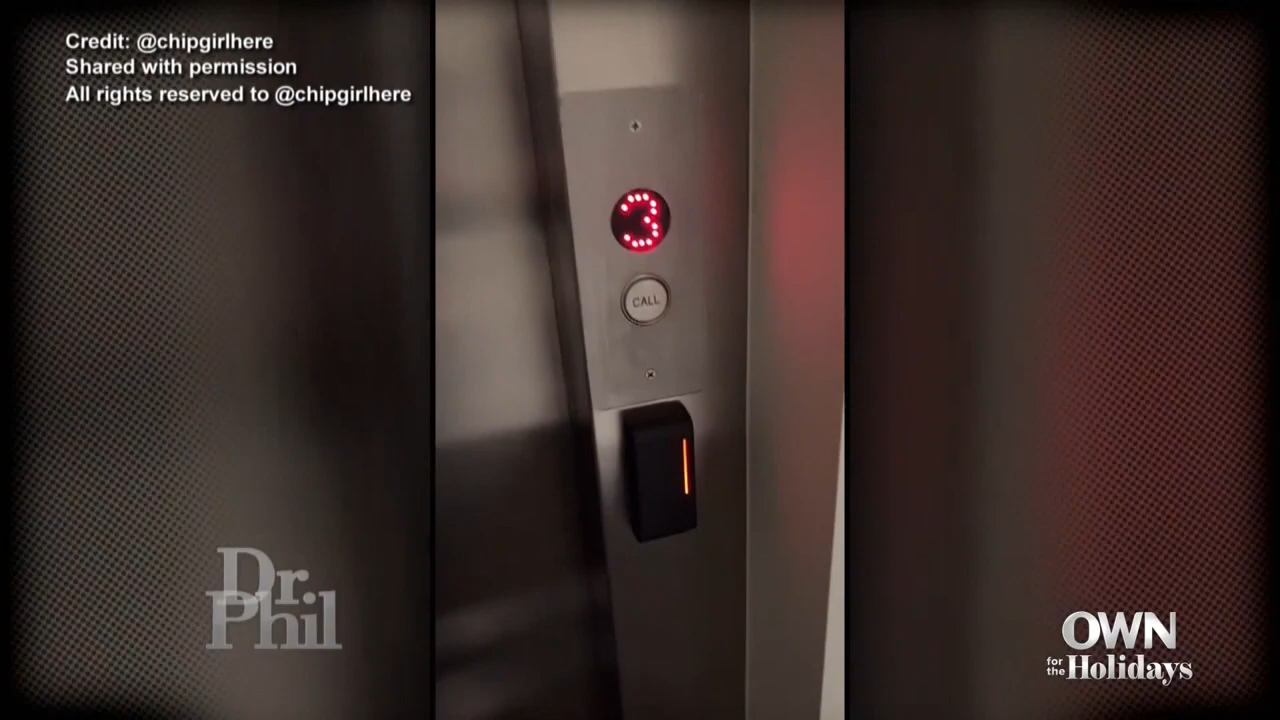 Credit: @chipgirlhere
Shared with permission
All rights reserved to @chipgirlhere
3
CALL
Dr.
Phil
OWN
for the Holidays